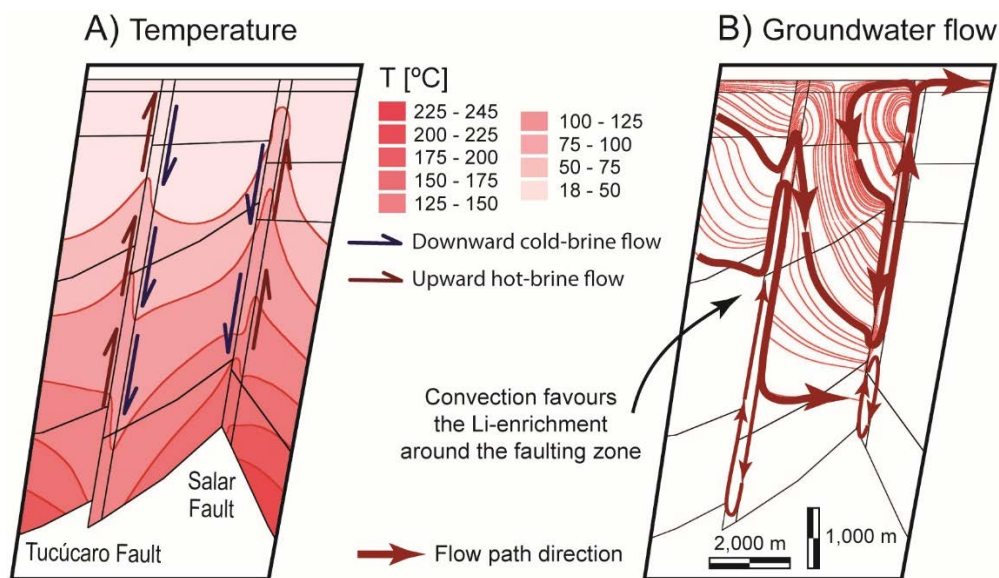 A) Temperature
T [ºC]
225 - 245
200 - 225
175 - 200
150 - 175
125 - 150
100 - 125
75 - 100
50 - 75
18 - 50
Downward cold-brine flow
Upward hot-brine flow
Salar
Fault
Tucúcaro Fault
B) Groundwater flow
Convection favours
the Li-enrichment
around the faulting zone
Flow path direction
2,000 m
1,000 m